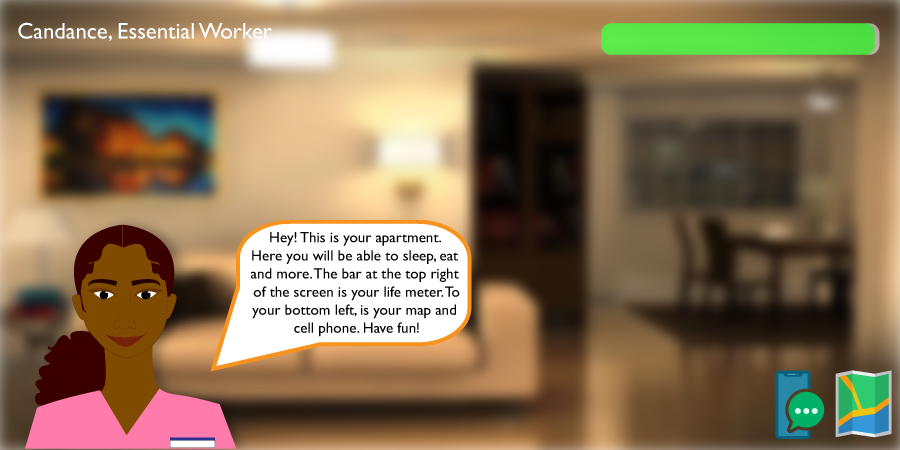 Candance, Essential Worker
Hey! This is your apartment.
Here you will be able to sleep, eat
and more. The bar at the top right
of the screen is your life meter. To
your bottom left, is your map and
cell phone. Have fun!